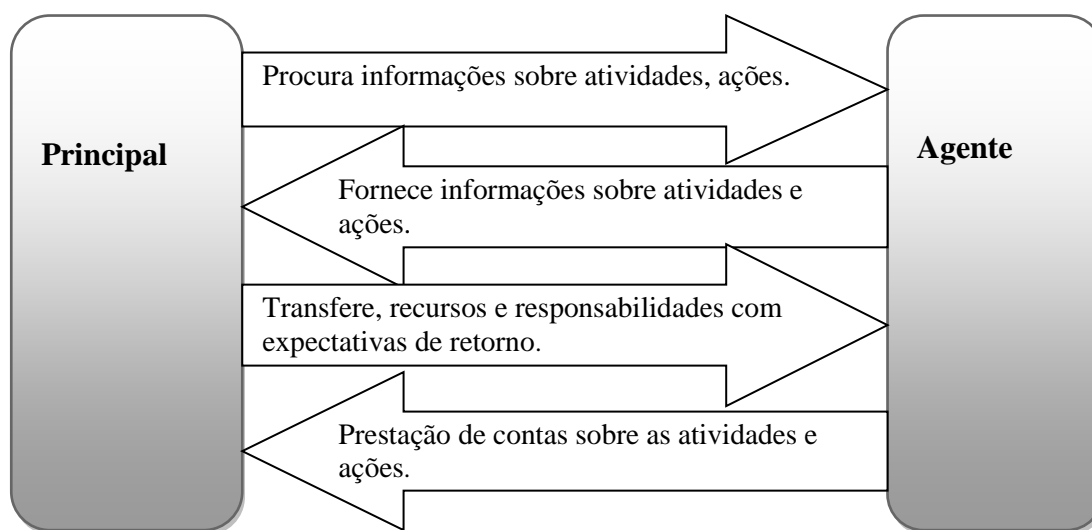 Principal
Procura informações sobre atividades, ações.
Fornece informações sobre atividades e
ações.
Transfere, recursos e responsabilidades com
expectativas de retorno.
Prestação de contas sobre as atividades e
ações.
Agente